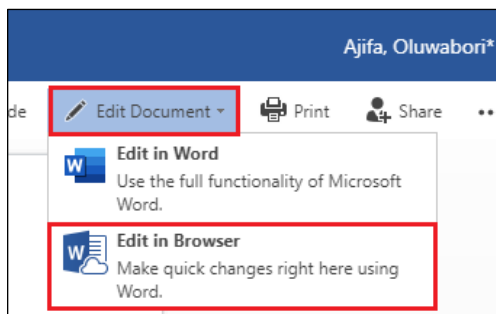 Ajifa, Oluwabori*
de Edit Document Print Share
Edit in Word
Use the full functionality of Microsoft
Word.
Edit in Browser
Make quick changes right here using
Word.